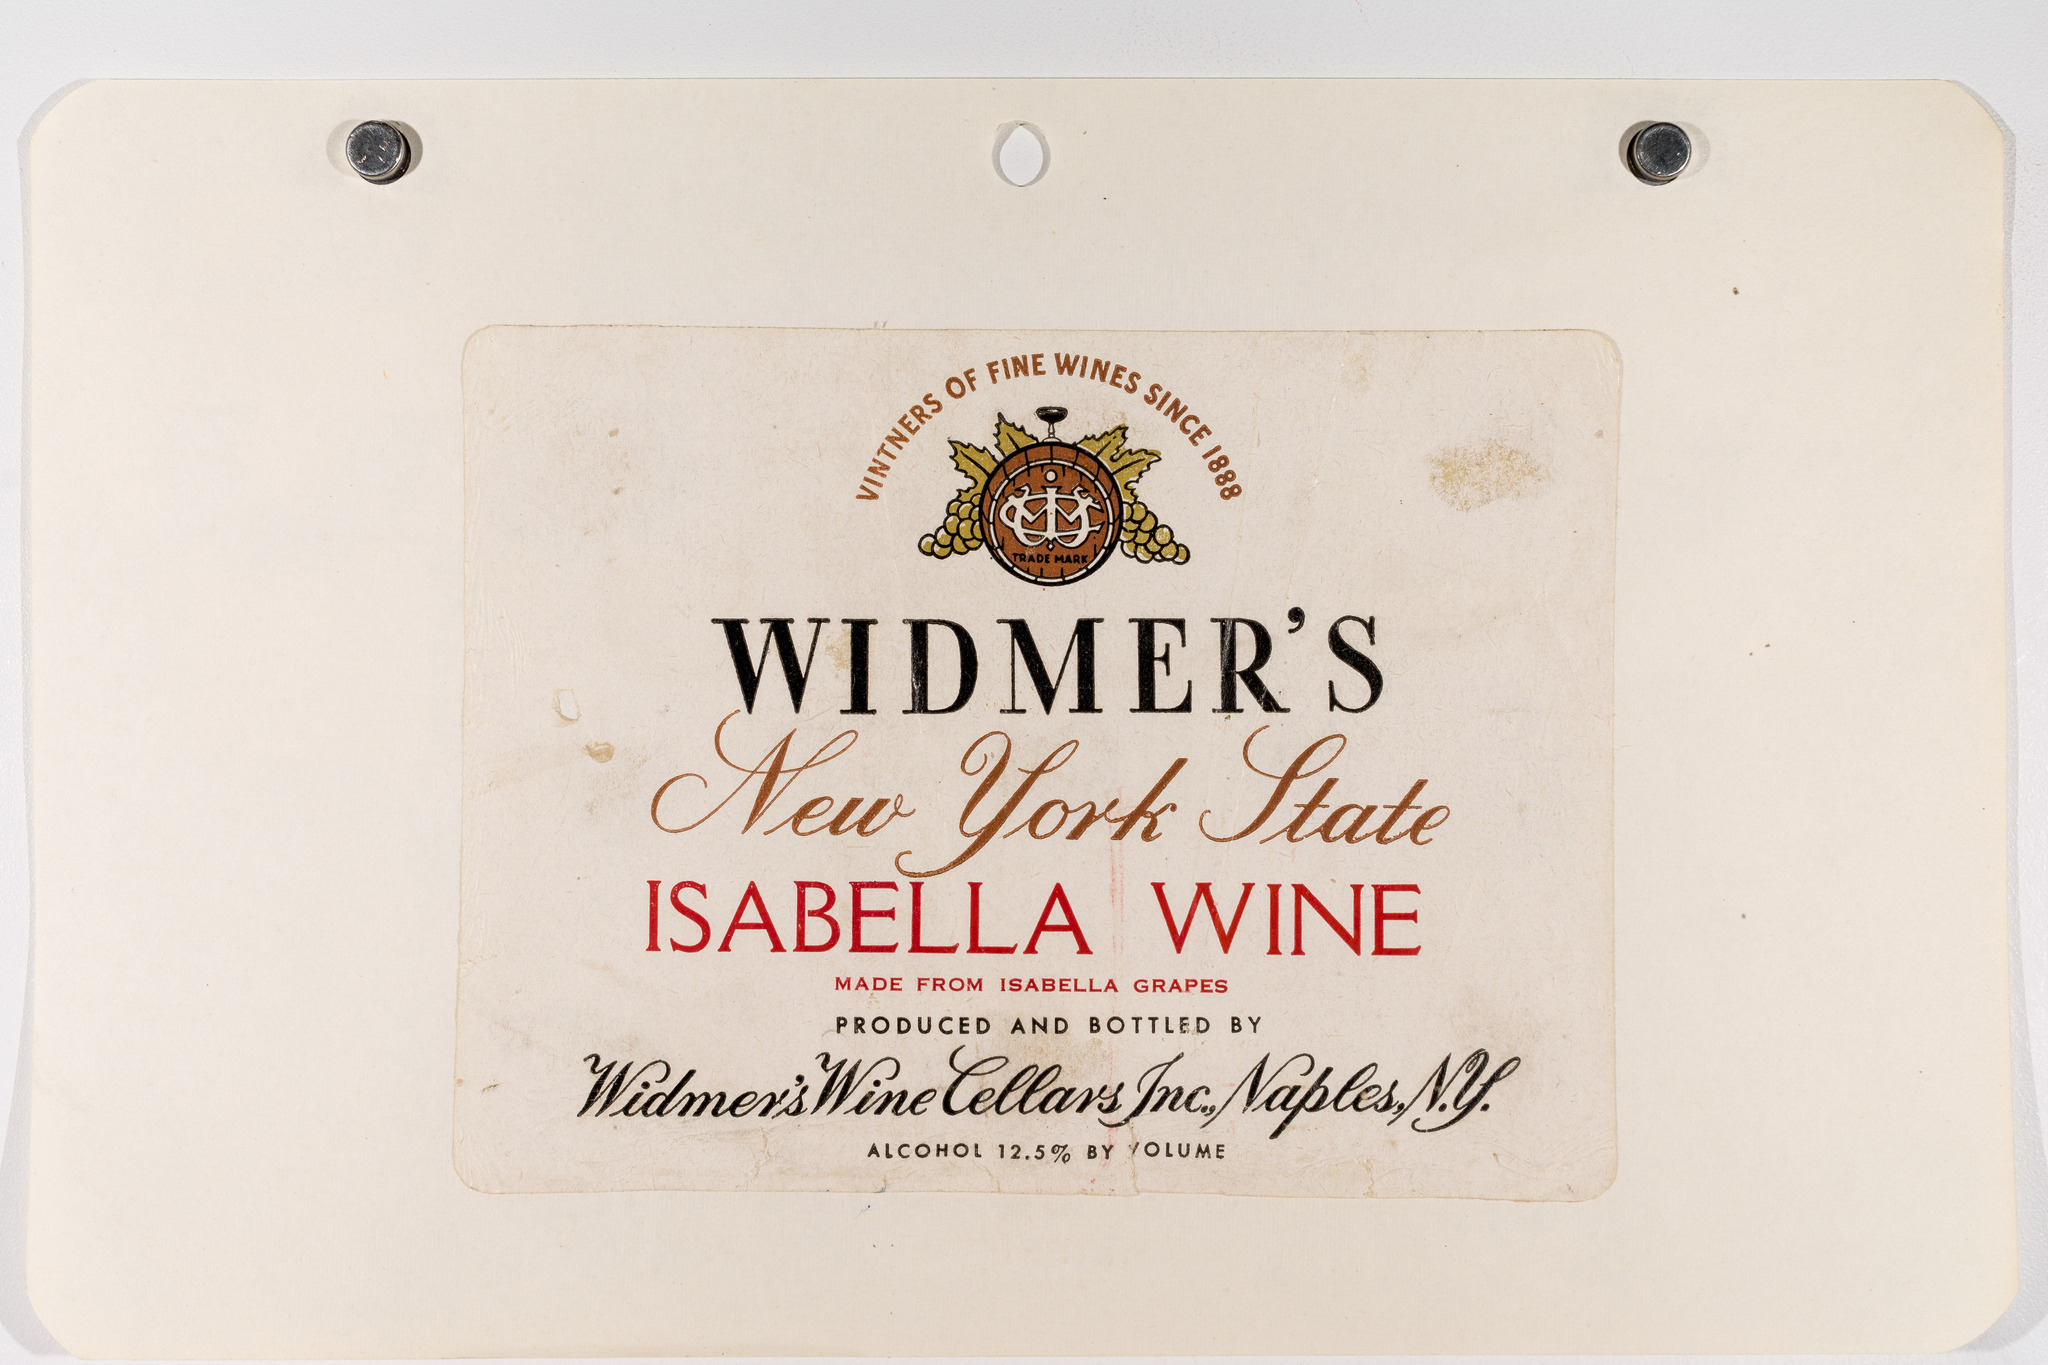 VINTNERS OF FINE WINES SINCE 1888
TRADE MARK
WIDMER'S
New York State
ISABELLA WINE
MADE FROM ISABELLA GRAPES
PRODUCED AND BOTTLED BY
Widmer's Wine Cellars Inc., Naples, N.Y.
ALCOHOL 12.5% BY VOLUME